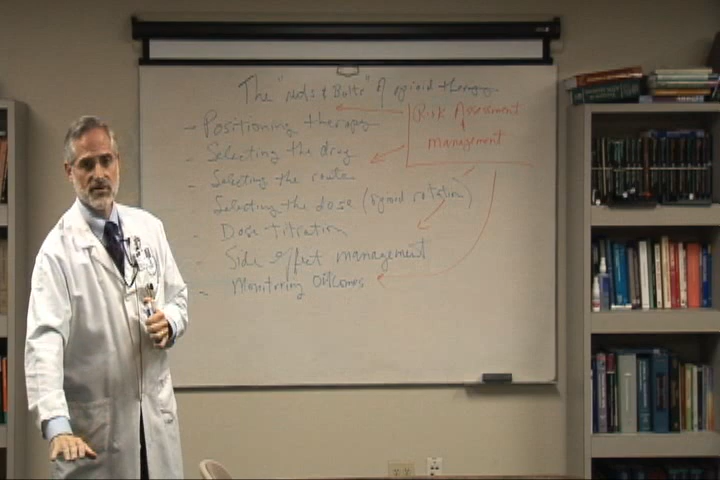 The "nuts & Bolts" of opioid therapy
- Positioning therapy
- Selecting the drug
- Selecting the route
Selecting the dose (opioid rotation)
- Dose titration
- Side effect management
- Monitoring outcomes
Risk Assessment
&
management